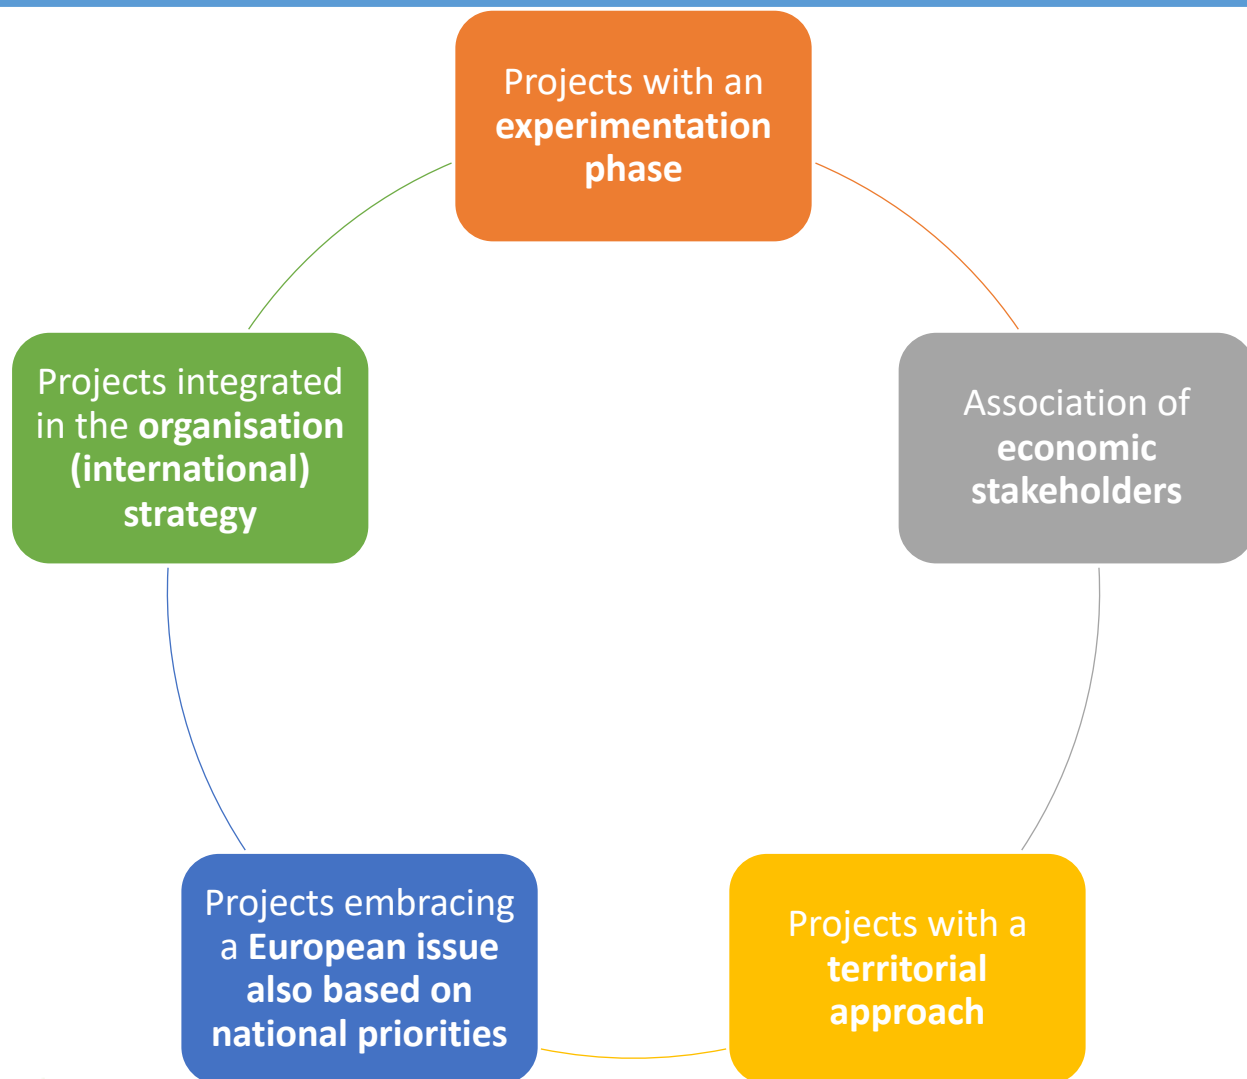 Projects with an
experimentation
phase
Association of
economic
stakeholders
Projects with a
territorial
approach
Projects embracing
a European issue
also based on
national priorities
Projects integrated
in the organisation
(international)
strategy